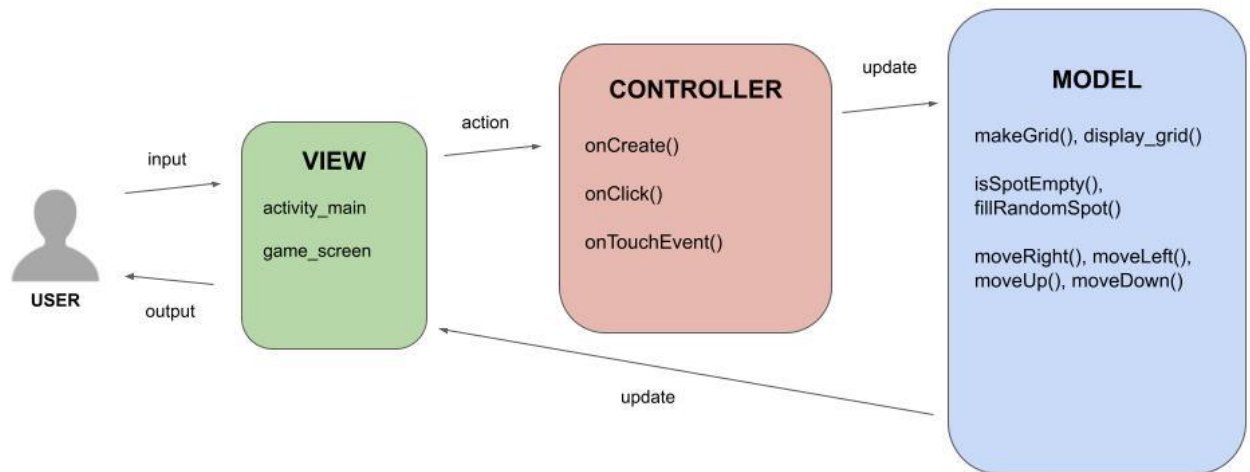 input
USER
output
VIEW
activity_main
game_screen
action
CONTROLLER
onCreate()
onClick()
onTouchEvent()
update
MODEL
makeGrid(), display_grid()
isSpotEmpty(),
fillRandomSpot()
moveRight(), moveLeft(),
moveUp(), moveDown()
update